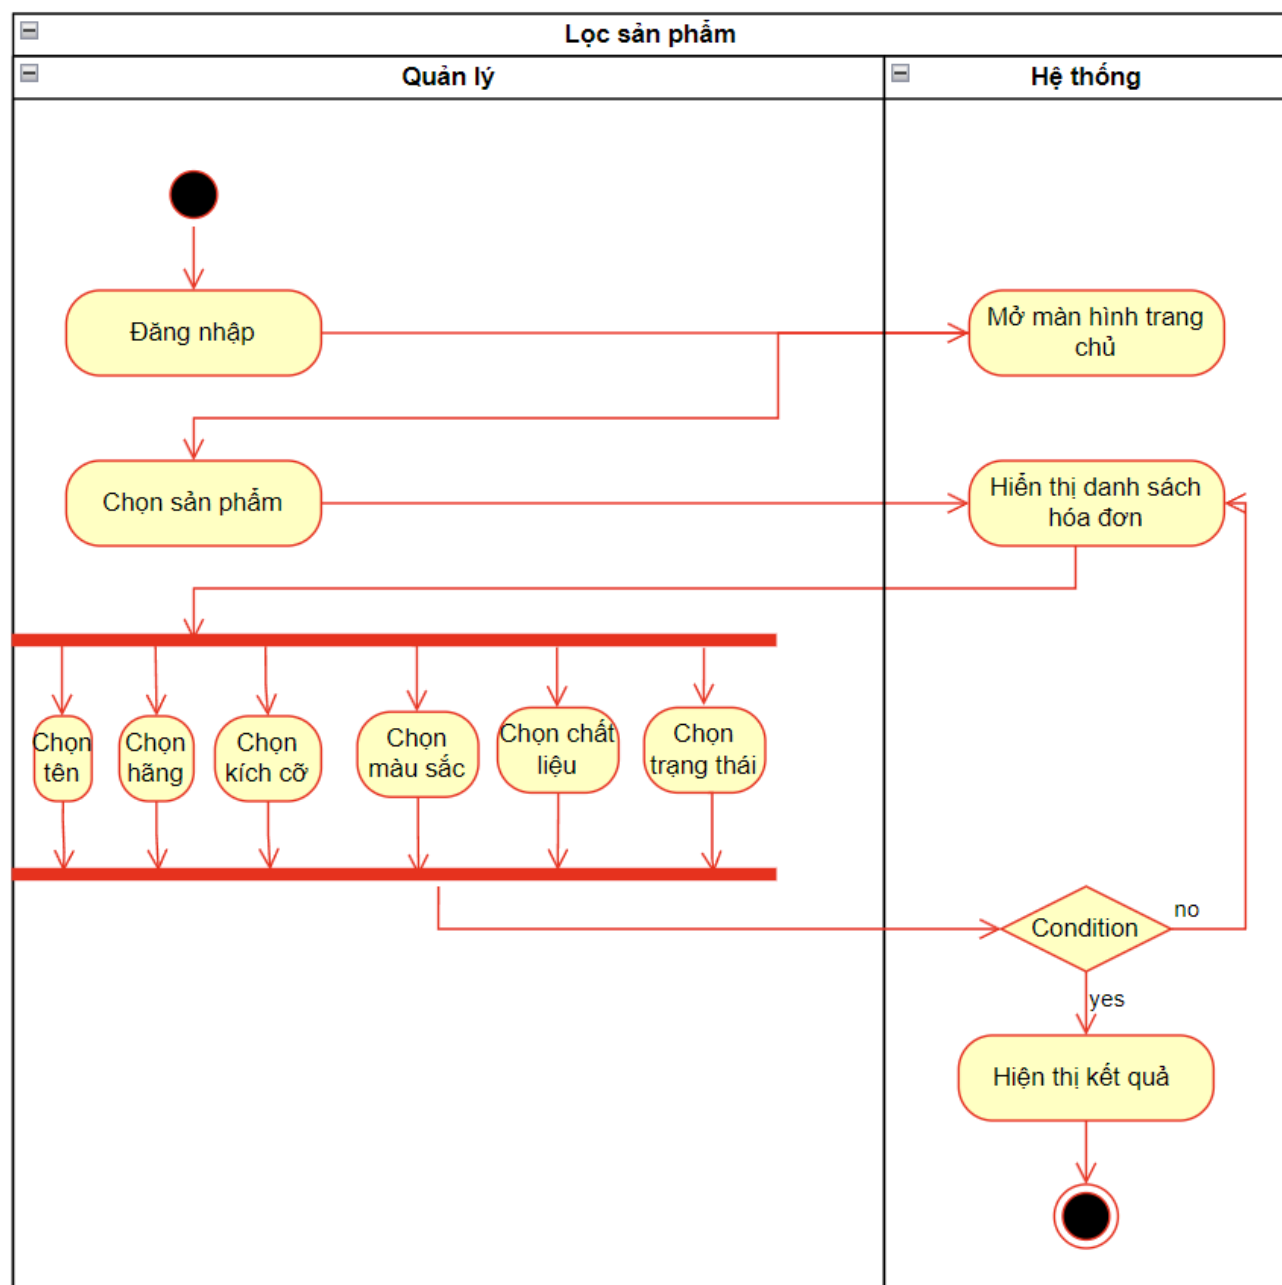 Lọc sản phẩm
Quản lý
Hệ thống
Đăng nhập
Mở màn hình trang
chủ
Chọn sản phẩm
Hiển thị danh sách
hóa đơn
Chọn
tên
Chọn
hãng
Chọn
kích cỡ
Chọn
màu sắc
Chọn chất
liệu
Chọn
trạng thái
Condition
no
yes
Hiện thị kết quả